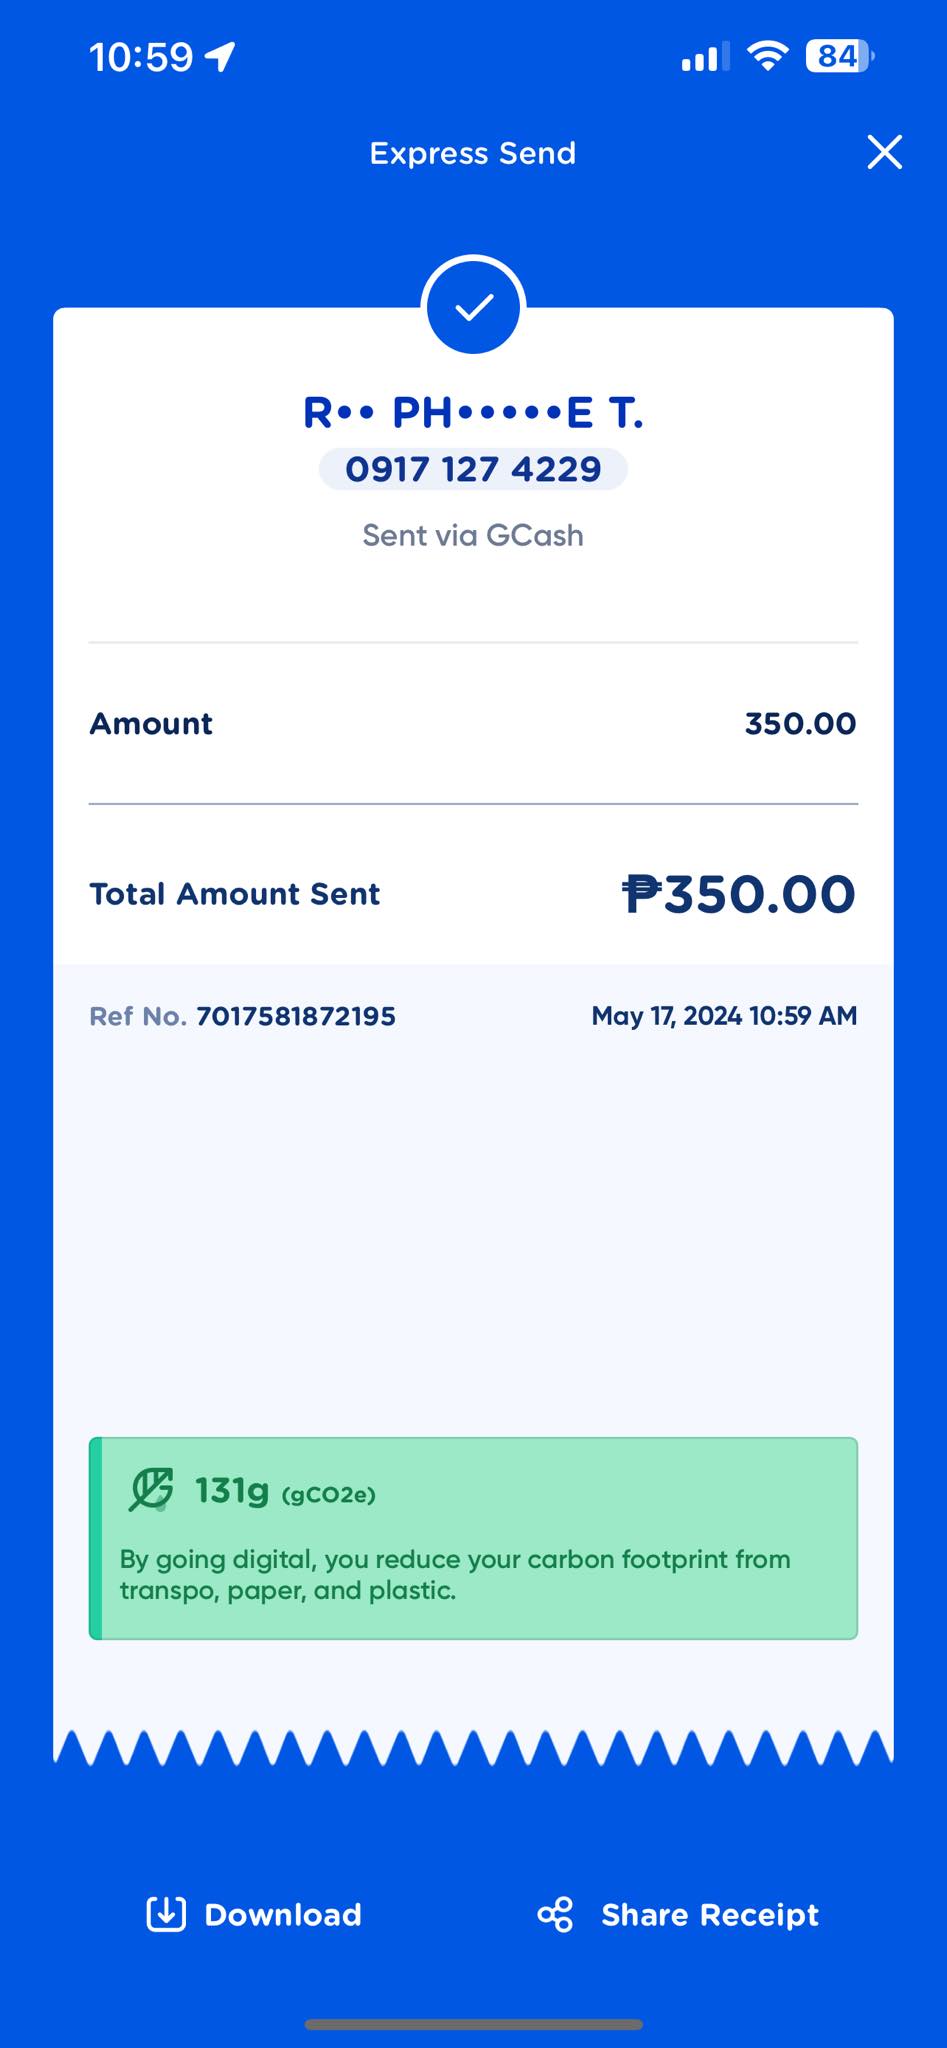 10:59
84
Express Send
R•• PH•••••E T.
0917 127 4229
Sent via GCash
Amount 350.00
Total Amount Sent ₱350.00
Ref No. 7017581872195 May 17, 2024 10:59 AM
131g (gCO2e)
By going digital, you reduce your carbon footprint from
transpo, paper, and plastic.
Download Share Receipt